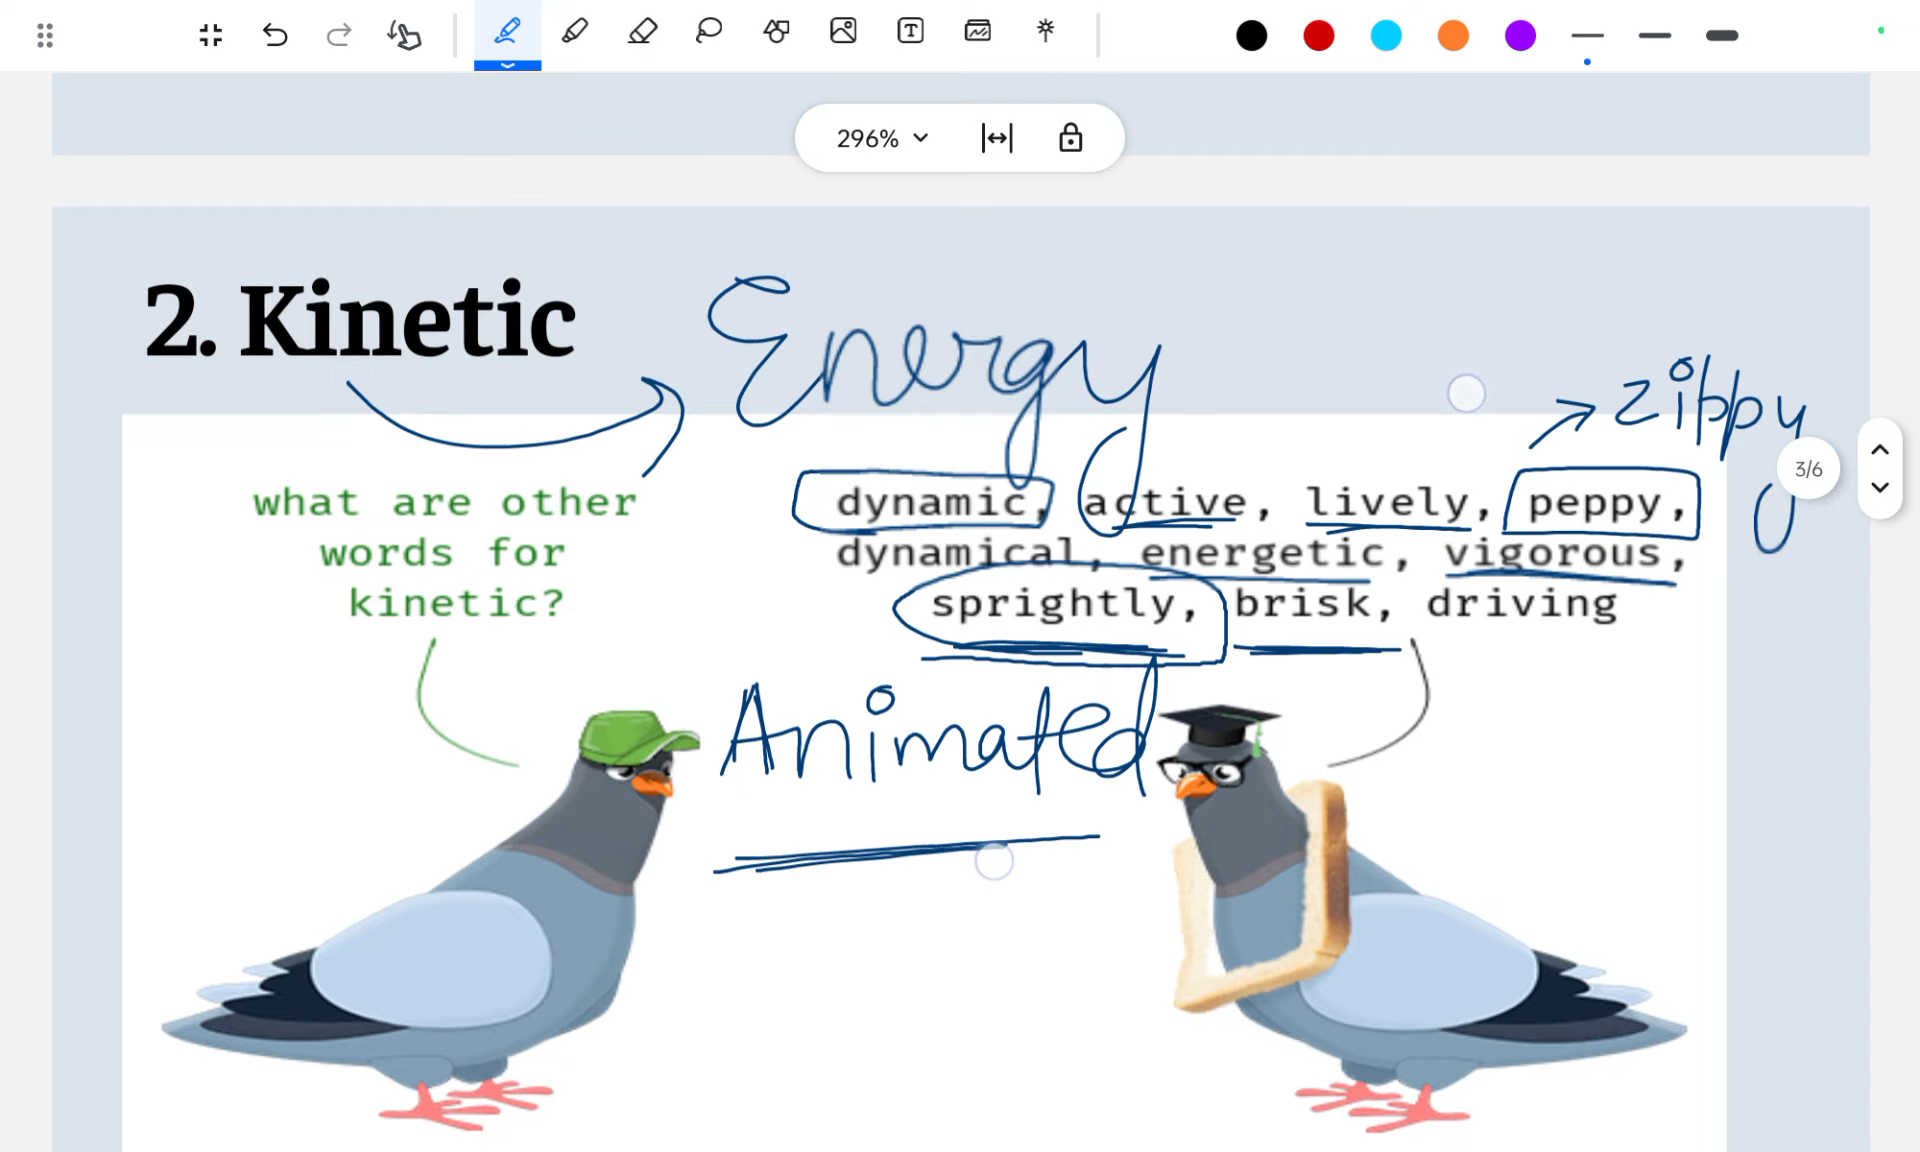 296%
2. Kinetic
Energy
zippy
3/6
what are other
words for
kinetic?
dynamic, active, lively, peppy,
dynamical, energetic, vigorous,
sprightly, brisk, driving
Animated